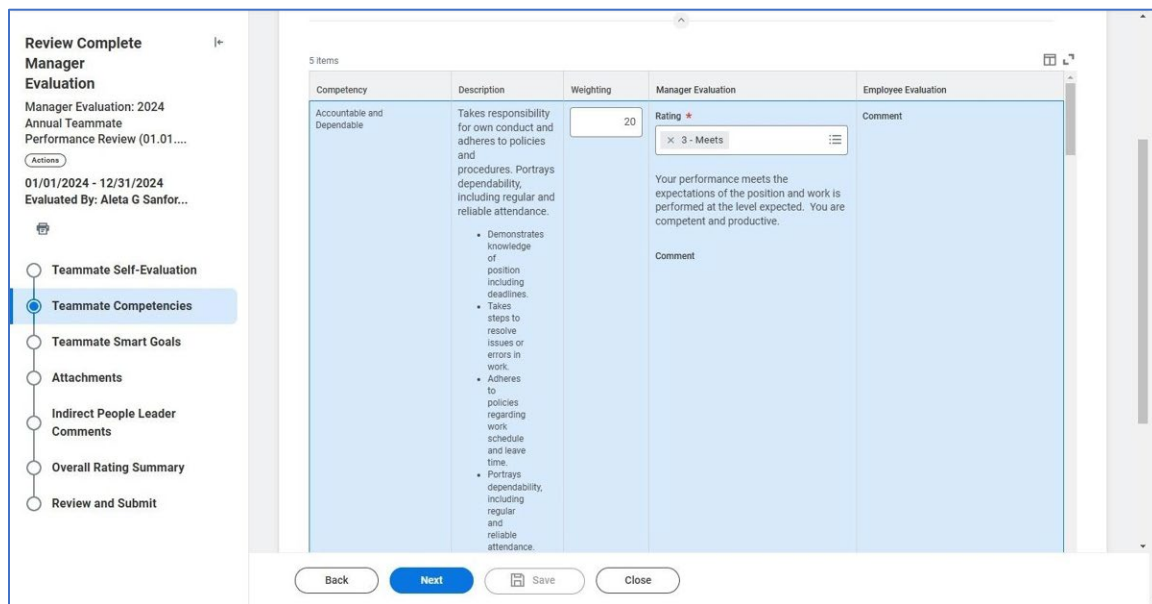 Review Complete
Manager
Evaluation
Manager Evaluation: 2024
Annual Teammate
Performance Review (01.01....
Actions
01/01/2024 - 12/31/2024
Evaluated By: Aleta G Sanfor...
Teammate Self-Evaluation
Teammate Competencies
Teammate Smart Goals
Attachments
Indirect People Leader
Comments
Overall Rating Summary
Review and Submit
5 items
Competency
Description
Weighting
Manager Evaluation
Employee Evaluation
Accountable and
Dependable
Takes responsibility
for own conduct and
adheres to policies
and
procedures. Portrays
dependability,
including regular and
reliable attendance.
• Demonstrates
knowledge
of
position
including
deadlines.
• Takes
steps to
resolve
issues or
errors in
work.
• Adheres
to
policies
regarding
work
schedule
and leave
time.
• Portrays
dependability,
including
regular
and
reliable
attendance.
20
Rating *
× 3 - Meets
Your performance meets the
expectations of the position and work is
performed at the level expected. You are
competent and productive.
Comment
Comment
Back
Next
Save
Close